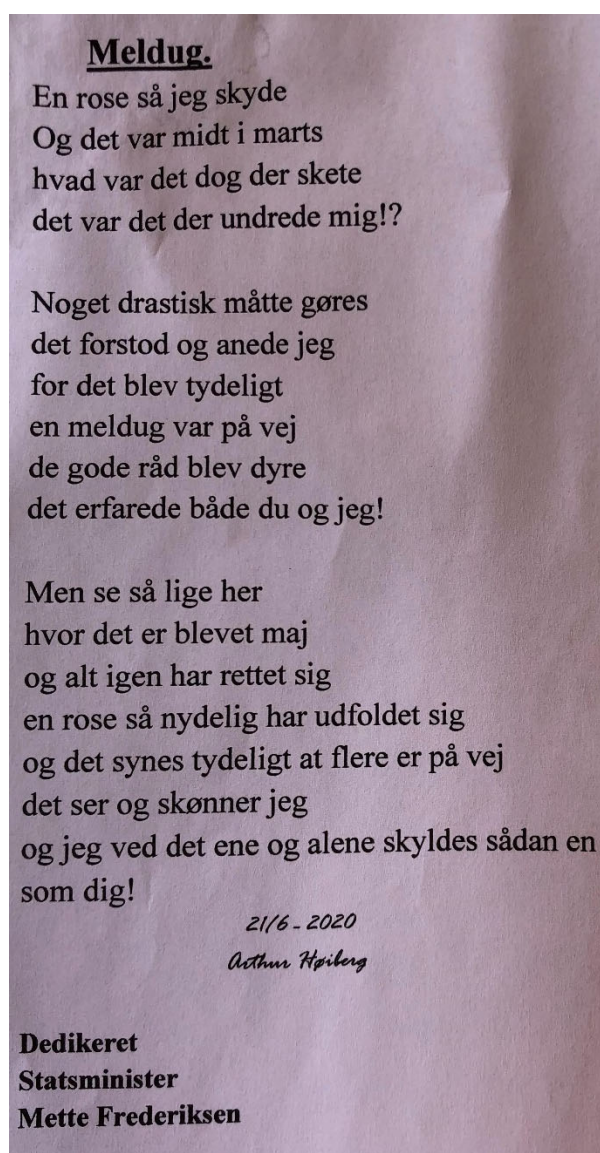 Meldug.
En rose så jeg skyde
Og det var midt i marts
hvad var det dog der skete
det var det der undrede mig!?
Noget drastisk måtte gøres
det forstod og anede jeg
for det blev tydeligt
en meldug var på vej
de gode råd blev dyre
det erfarede både du og jeg!
Men se så lige her
hvor det er blevet maj
og alt igen har rettet sig
en rose så nydelig har udfoldet sig
og det synes tydeligt at flere er på vej
det ser og skønner jeg
og jeg ved det ene og alene skyldes sådan en
som dig!
21/6 - 2020
Arthur Høiberg
Dedikeret
Statsminister
Mette Frederiksen